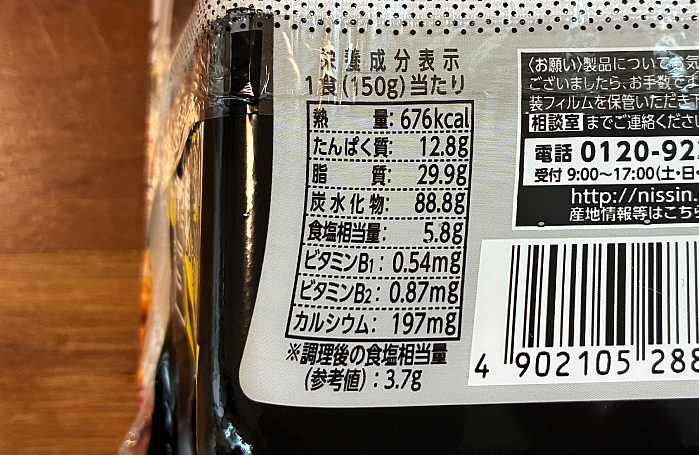 栄養成分表示
1食(150g)当たり
熱量: 676kcal
たんぱく質: 12.8g
脂質: 29.9g
炭水化物: 88.8g
食塩相当量: 5.8g
ビタミンB1: 0.54mg
ビタミンB2: 0.87mg
カルシウム: 197mg
※調理後の食塩相当量
(参考値): 3.7g
〈お願い〉製品についてお気
ございましたら、お手数で
装フィルムを保管いただき
相談室 までご連絡ください
電話 0120-92
受付 9:00〜17:00(土・日・
http://nissin.
産地情報等はこち
4 902105 288